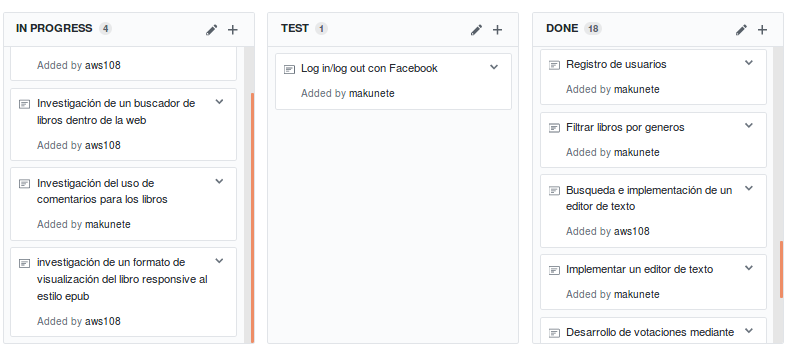 IN PROGRESS 4
Added by aws108
Investigación de un buscador de
libros dentro de la web
Added by aws108
Investigación del uso de
comentarios para los libros
Added by makunete
investigación de un formato de
visualización del libro responsive al
estilo epub
Added by aws108
TEST 1
Log in/log out con Facebook
Added by makunete
DONE 18
Registro de usuarios
Added by makunete
Filtrar libros por generos
Added by makunete
Busqueda e implementación de un
editor de texto
Added by aws108
Implementar un editor de texto
Added by makunete
Desarrollo de votaciones mediante